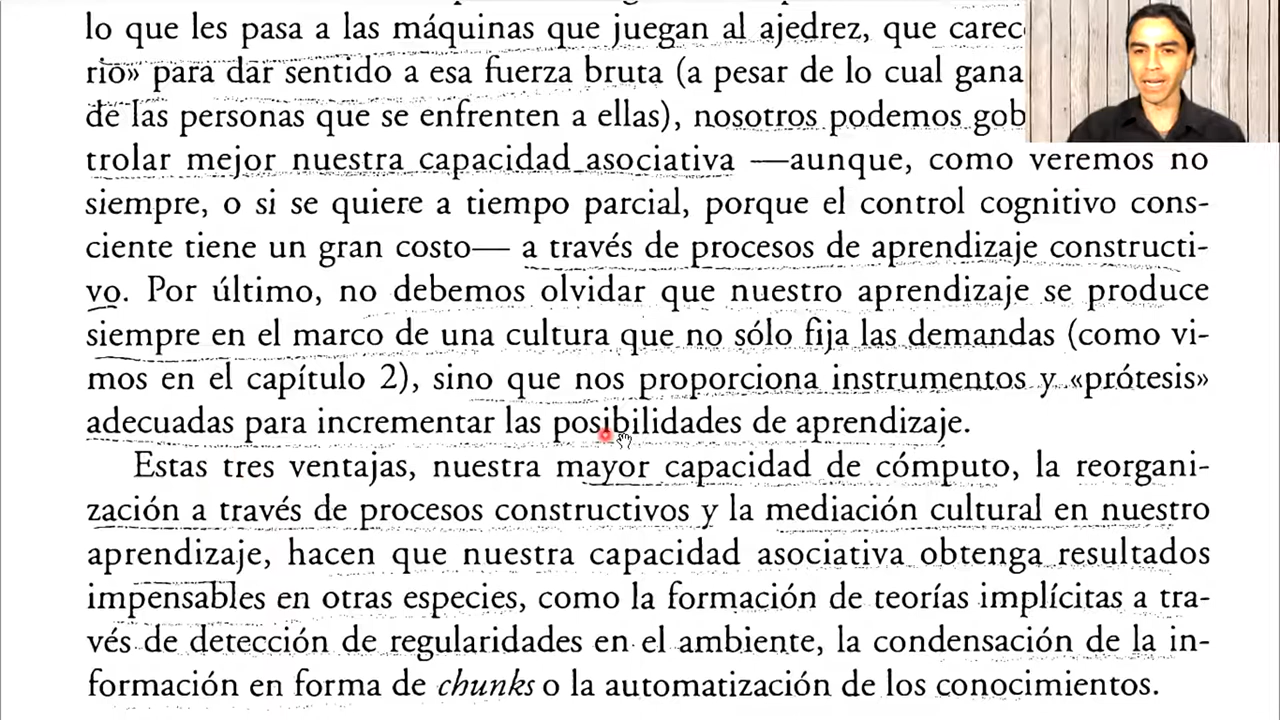 lo que les pasa a las máquinas que juegan al ajedrez, que
rio» para dar sentido a esa fuerza bruta (a pesar de lo cual gana
de las personas que se enfrenten a ellas), nosotros podemos
trolar mejor nuestra capacidad asociativa —aunque, como veremos no
siempre, o si se quiere a tiempo parcial, porque el control cognitivo cons-
ciente tiene un gran costo— a través de procesos de aprendizaje constructi-
vo. Por último, no debemos olvidar que nuestro aprendizaje se produce
siempre en el marco de una cultura que no sólo fija las demandas (como vi-
mos en el capítulo 2), sino que nos proporciona instrumentos y «prótesis»
adecuadas para incrementar las posibilidades de aprendizaje.
Estas tres ventajas, nuestra mayor capacidad de cómputo, la reorgani-
zación a través de procesos constructivos y la mediación cultural en nuestro
aprendizaje, hacen que nuestra capacidad asociativa obtenga resultados
impensables en otras especies, como la formación de teorías implícitas a tra-
vés de detección de regularidades en el ambiente, la condensación de la in-
formación en forma de chunks o la automatización de los conocimientos.